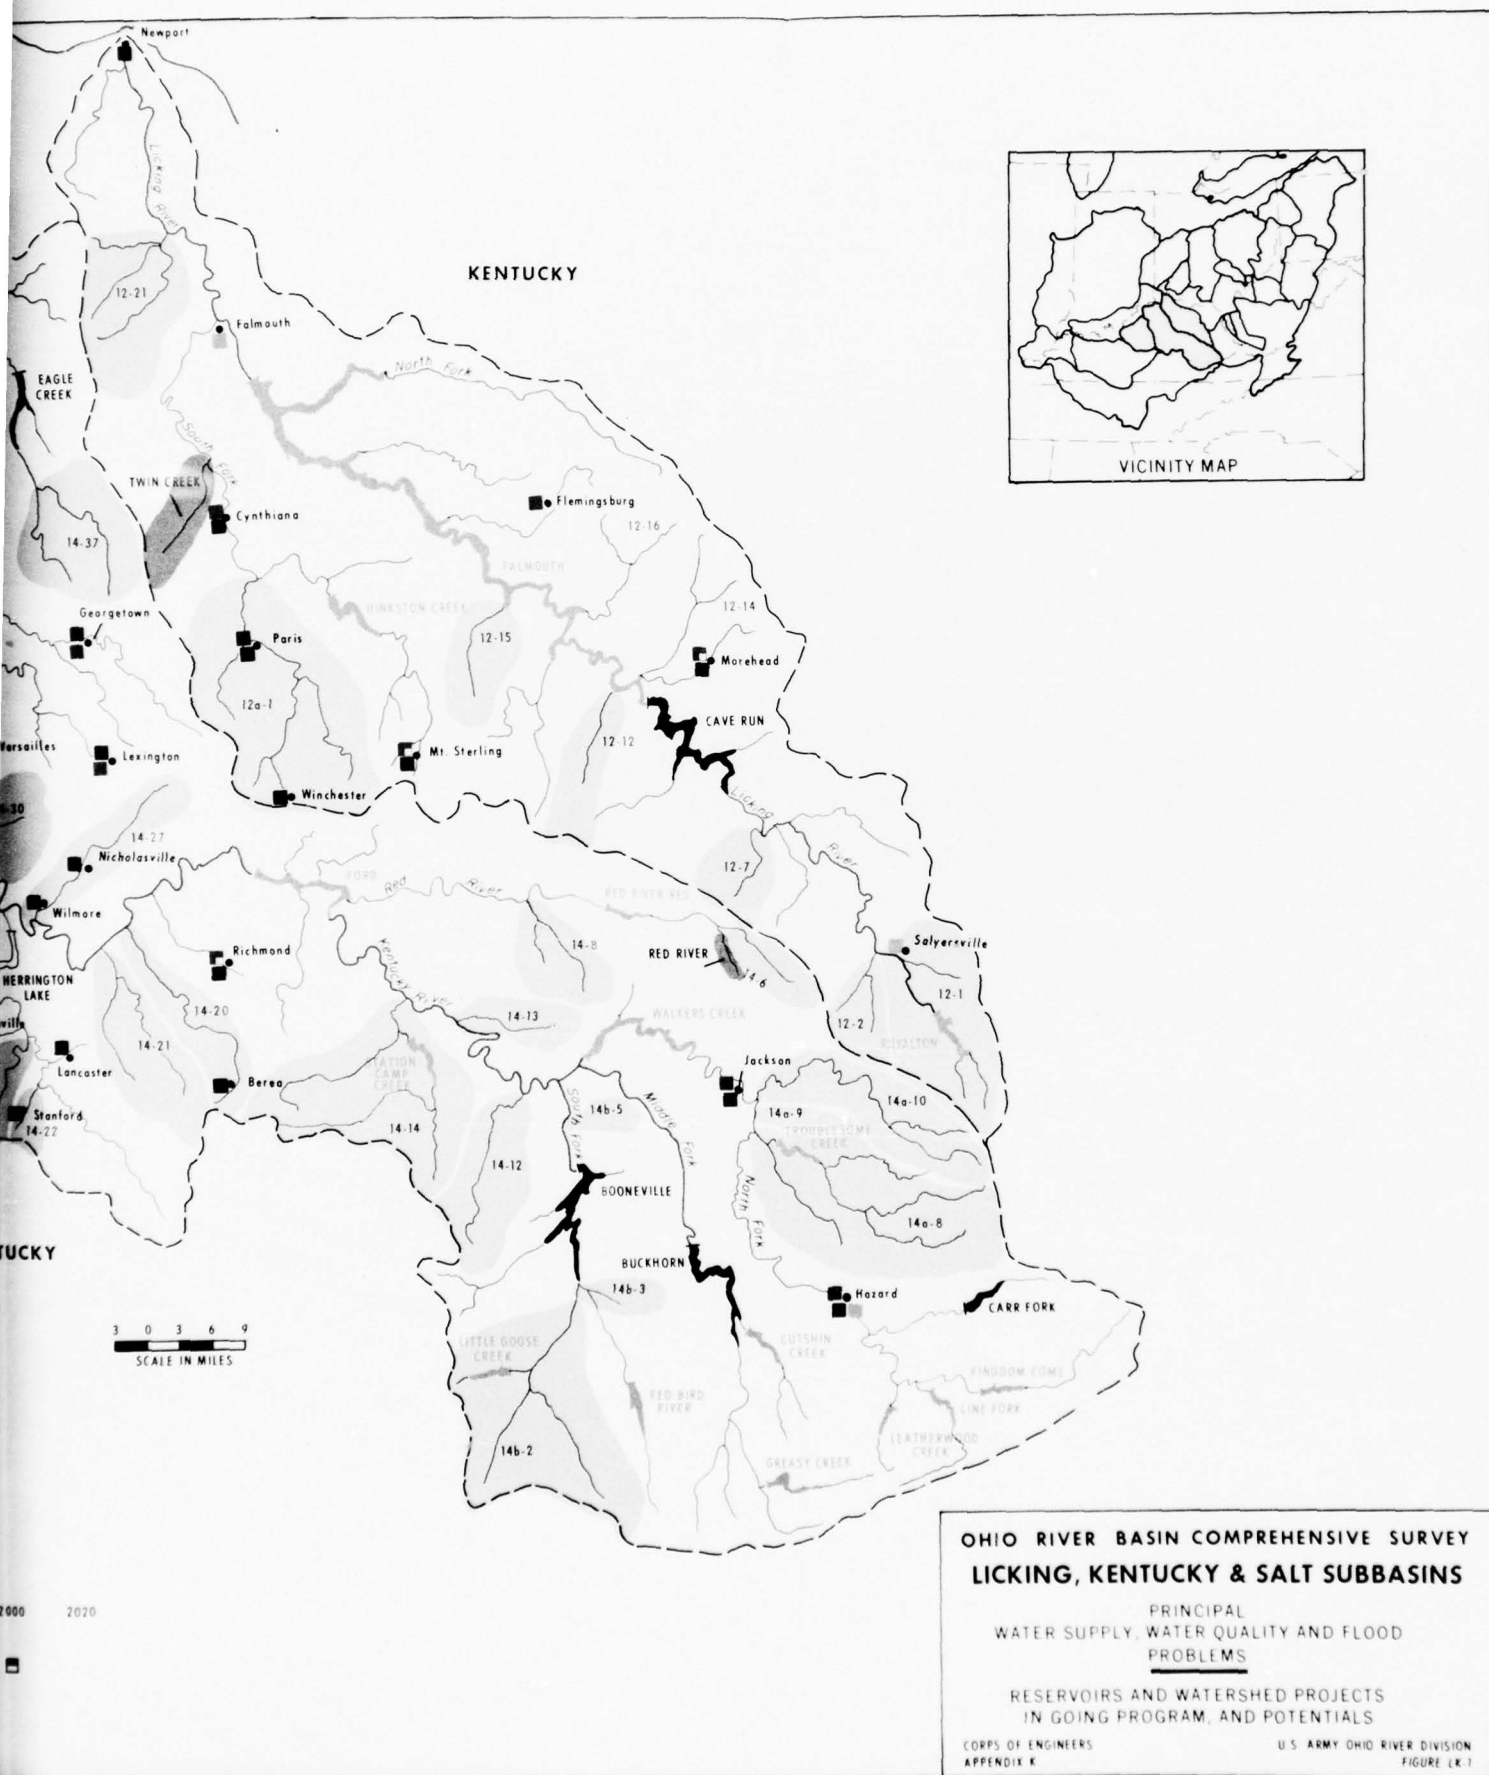 Newport
Licking River
KENTUCKY
12-21
Falmouth
North Fork
EAGLE
CREEK
South Fork
TWIN CREEK
VICINITY MAP
Cynthiana
Flemingsburg
12-16
14-37
FALMOUTH
HINKSTON CREEK
12-14
Georgetown
Paris
12-15
Morehead
12a-1
CAVE RUN
12-12
Versailles
Lexington
Mt. Sterling
Winchester
Licking River
14-27
Nicholasville
FORD
Red River
RED RIVER RED
12-7
Wilmore
Kentucky River
Richmond
14-8
RED RIVER
14-6
Salyersville
HERRINGTON
LAKE
14-20
14-13
WALKERS CREEK
12-1
12-2
ROYALTON
ville
14-21
STATION
CAMP
CREEK
Jackson
Lancaster
Berea
South Fork
14b-5
Middle Fork
14a-9
14a-10
Stanford
14-22
14-14
TROUBLESOME
CREEK
14-12
BOONEVILLE
North Fork
14a-8
TUCKY
BUCKHORN
14b-3
Hazard
CARR FORK
3 0 3 6 9
SCALE IN MILES
LITTLE GOOSE
CREEK
CUTSHIN
CREEK
KINGDOM COME
RED BIRD
RIVER
LINE FORK
LEATHERWOOD
CREEK
14b-2
GREASY CREEK
2000 2020
OHIO RIVER BASIN COMPREHENSIVE SURVEY
LICKING, KENTUCKY & SALT SUBBASINS
PRINCIPAL
WATER SUPPLY, WATER QUALITY AND FLOOD
PROBLEMS
RESERVOIRS AND WATERSHED PROJECTS
IN GOING PROGRAM, AND POTENTIALS
CORPS OF ENGINEERS U.S. ARMY OHIO RIVER DIVISION
APPENDIX K FIGURE LK-1